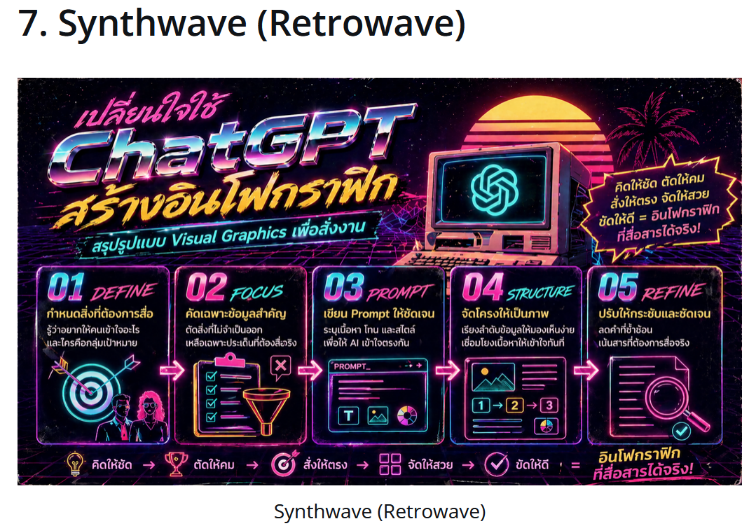 7. Synthwave (Retrowave)
เปลี่ยนใจใช้
ChatGPT
สร้างอินโฟกราฟิก
สรุปรูปแบบ Visual Graphics เพื่อสั่งงาน
คิดให้ชัด ตัดให้คม
สั่งให้ตรง จัดให้สวย
ขัดให้ดี = อินโฟกราฟิก
ที่สื่อสารได้จริง!
01 DEFINE
กำหนดสิ่งที่ต้องการสื่อ
รู้ว่าอยากให้คนเข้าใจอะไร
และใครคือกลุ่มเป้าหมาย
02 FOCUS
คัดเฉพาะข้อมูลสำคัญ
ตัดสิ่งที่ไม่จำเป็นออก
เหลือเฉพาะประเด็นที่ต้องสื่อจริง
03 PROMPT
เขียน Prompt ให้ชัดเจน
ระบุเนื้อหา โทน และสไตล์
เพื่อให้ AI เข้าใจตรงกัน
PROMPT_
T
04 STRUCTURE
จัดโครงให้เป็นภาพ
เรียงลำดับข้อมูลให้มองเห็นง่าย
เชื่อมโยงเนื้อหาให้เข้าใจทันที
1 → 2 → 3
05 REFINE
ปรับให้กระชับและชัดเจน
ลดคำที่ซ้ำซ้อน
เน้นสารที่ต้องการสื่อจริง
คิดให้ชัด → ตัดให้คม → สั่งให้ตรง → จัดให้สวย → ขัดให้ดี = อินโฟกราฟิก
ที่สื่อสารได้จริง!
Synthwave (Retrowave)